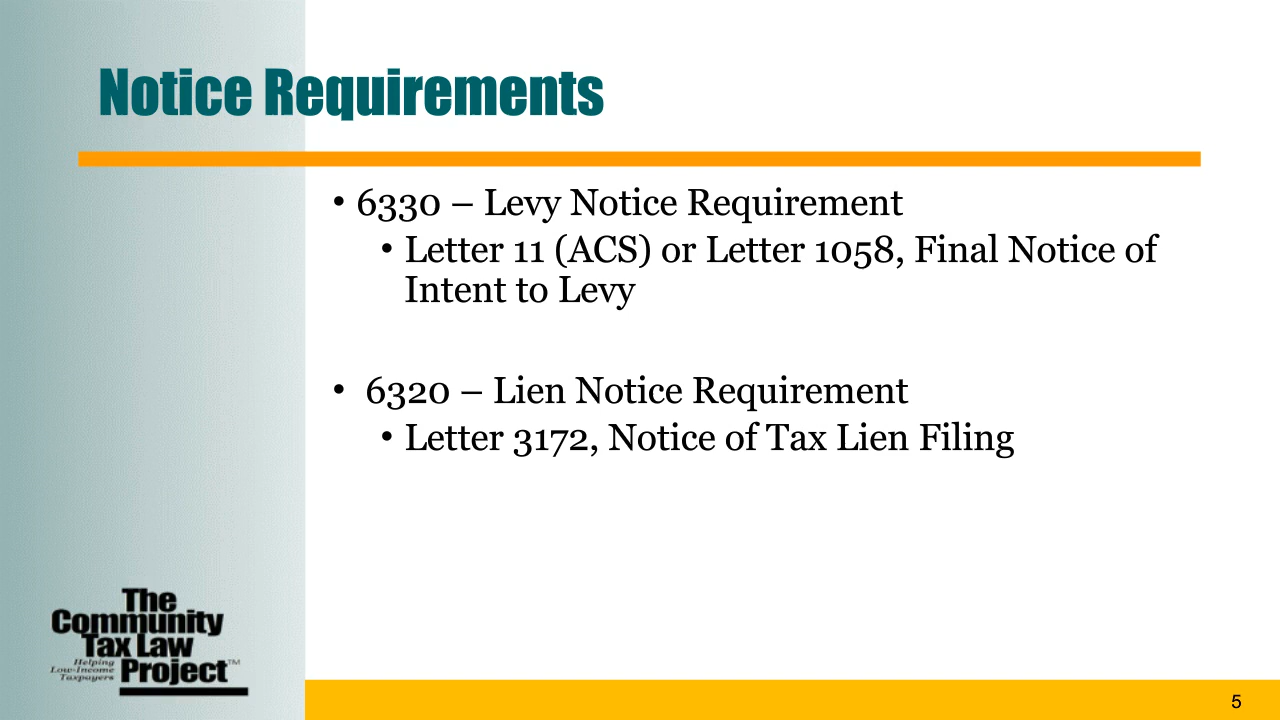 Notice Requirements
• 6330 – Levy Notice Requirement
• Letter 11 (ACS) or Letter 1058, Final Notice of
Intent to Levy
• 6320 – Lien Notice Requirement
• Letter 3172, Notice of Tax Lien Filing
The
Community
Tax Law
Project™
Helping
Low-Income
Taxpayers
5